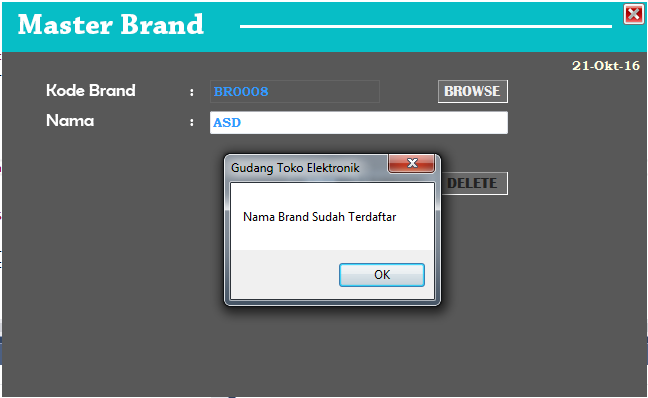 Master Brand
21-Okt-16
Kode Brand : BR0008 BROWSE
Nama : ASD
Gudang Toko Elektronik
DELETE
Nama Brand Sudah Terdaftar
OK